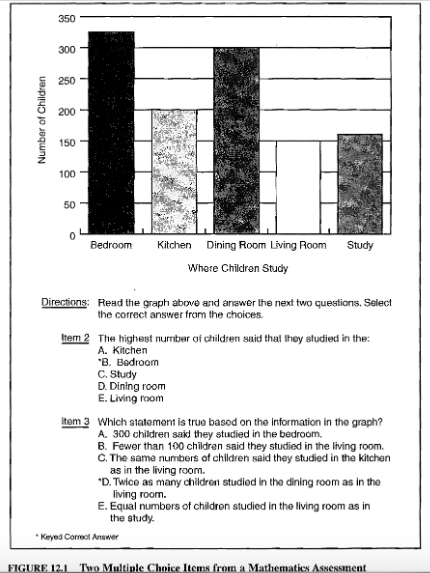 350
300
250
200
150
100
50
0
Number of Children
Bedroom Kitchen Dining Room Living Room Study
Where Children Study
Directions: Read the graph above and answer the next two questions. Select
the correct answer from the choices.
Item 2 The highest number of children said that they studied in the:
A. Kitchen
*B. Bedroom
C. Study
D. Dining room
E. Living room
Item 3 Which statement is true based on the information in the graph?
A. 300 children said they studied in the bedroom.
B. Fewer than 100 children said they studied in the living room.
C. The same numbers of children said they studied in the kitchen
as in the living room.
*D. Twice as many children studied in the dining room as in the
living room.
E. Equal numbers of children studied in the living room as in
the study.
* Keyed Correct Answer
FIGURE 12.1 Two Multiple Choice Items from a Mathematics Assessment